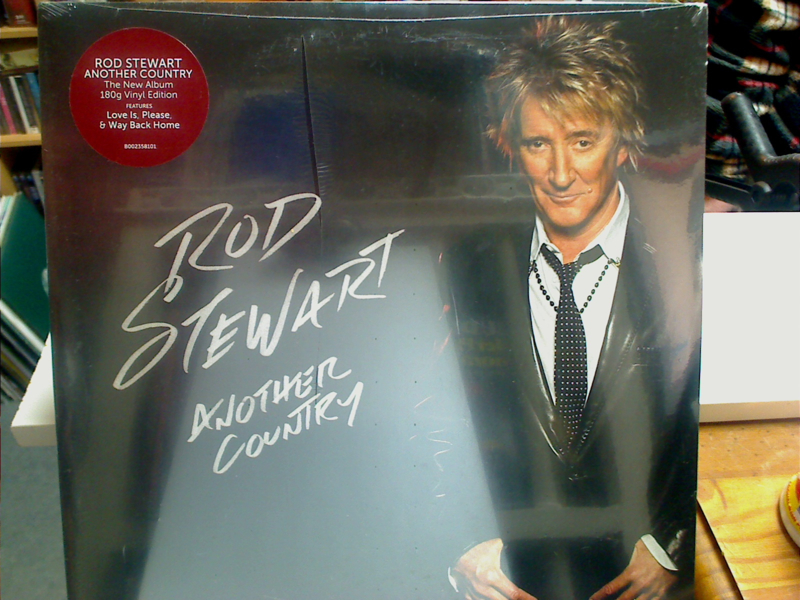 ROD STEWART
ANOTHER COUNTRY
The New Album
180g Vinyl Edition
FEATURES
Love Is, Please,
& Way Back Home
B002358101
ROD
STEWART
ANOTHER
COUNTRY